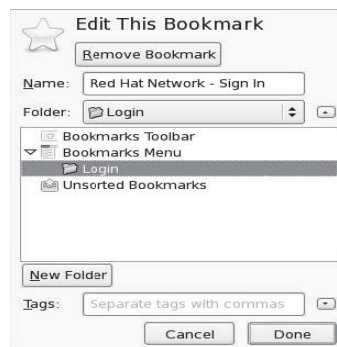 Edit This Bookmark
Remove Bookmark
Name: Red Hat Network - Sign In
Folder: Login
Bookmarks Toolbar
Bookmarks Menu
Login
Unsorted Bookmarks
New Folder
Tags: Separate tags with commas
Cancel Done